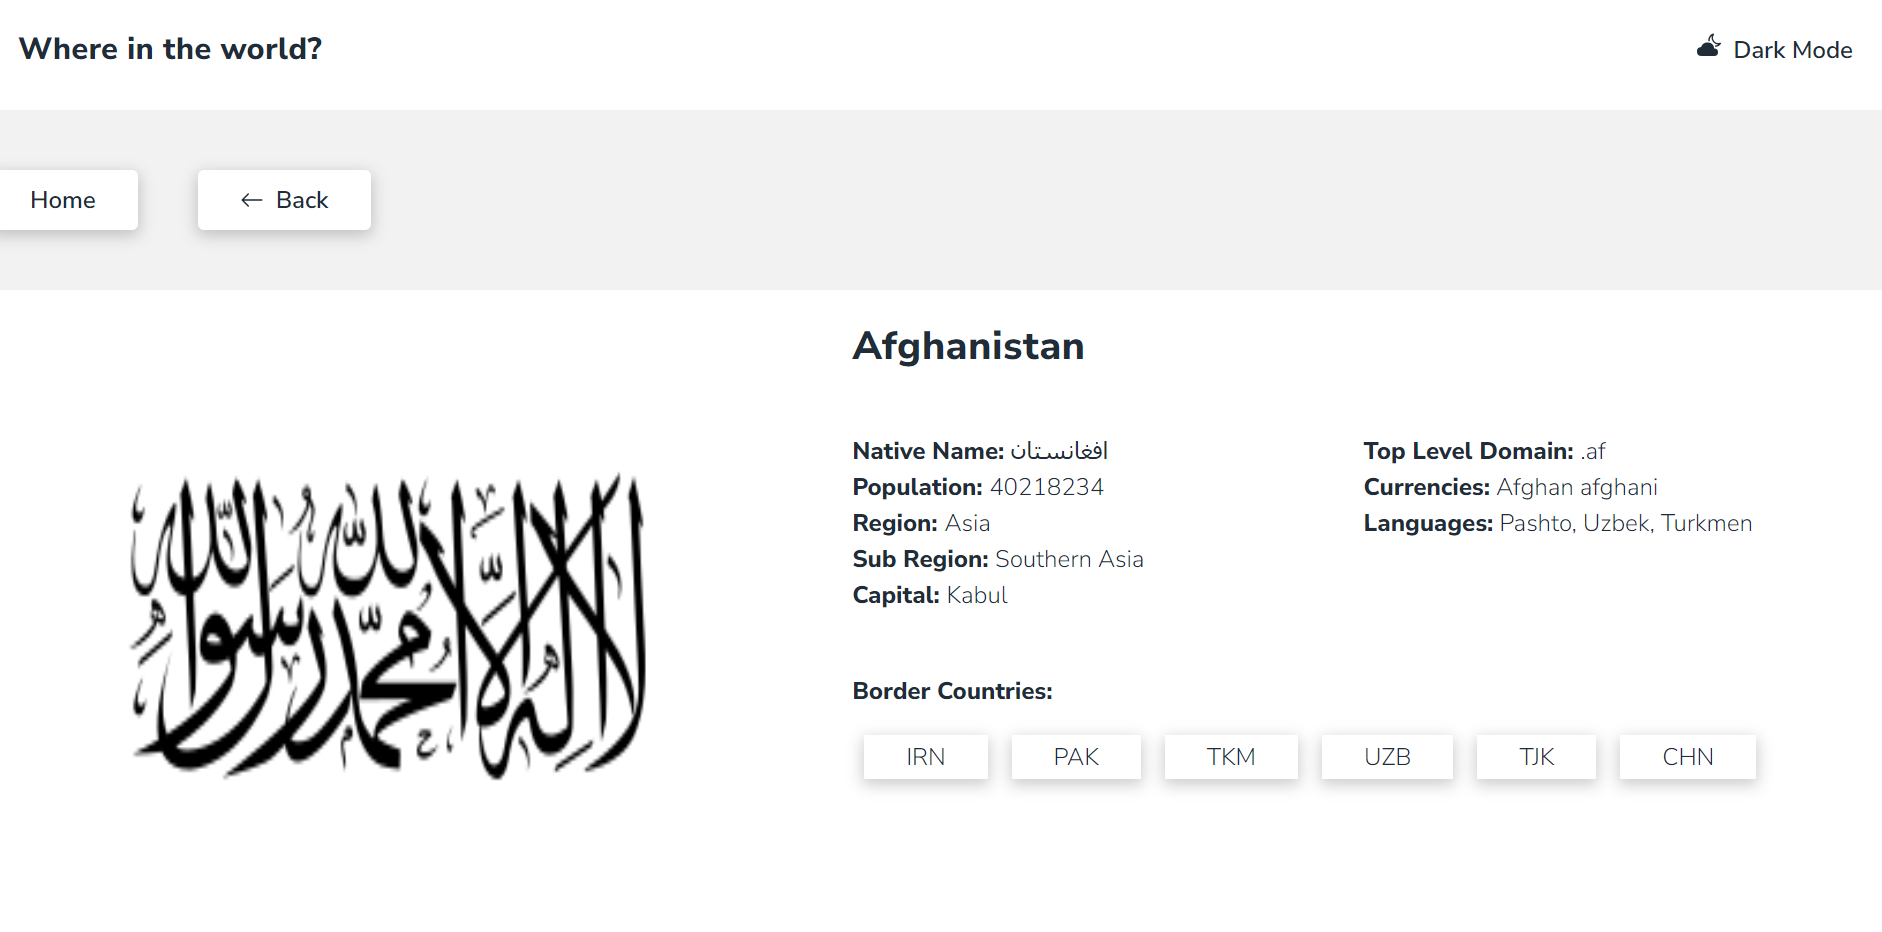 Where in the world?
Dark Mode
Home
← Back
لا إله إلا الله محمد رسول الله
Afghanistan
Native Name: افغانستان
Population: 40218234
Region: Asia
Sub Region: Southern Asia
Capital: Kabul
Top Level Domain: .af
Currencies: Afghan afghani
Languages: Pashto, Uzbek, Turkmen
Border Countries:
IRN PAK TKM UZB TJK CHN